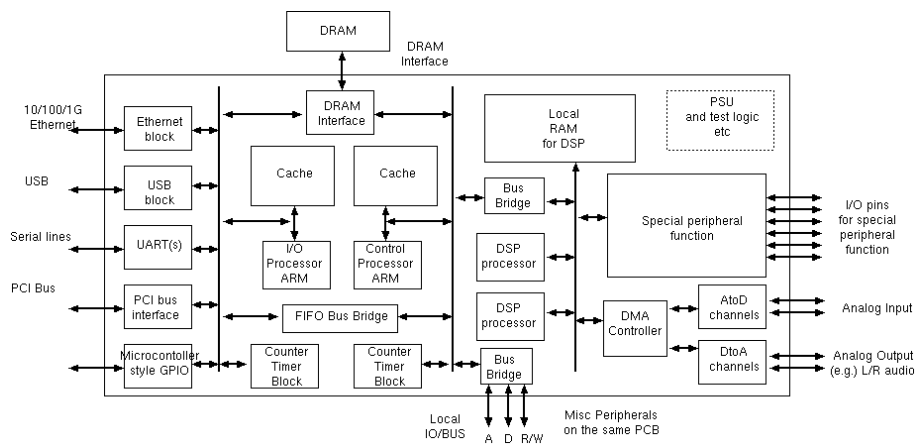 DRAM
DRAM
Interface
10/100/1G
Ethernet
Ethernet
block
DRAM
Interface
Local
RAM
for DSP
PSU
and test logic
etc
USB
USB
block
Cache
Cache
Bus
Bridge
Special peripheral
function
I/O pins
for special
peripheral
function
Serial lines
UART(s)
I/O
Processor
ARM
Control
Processor
ARM
DSP
processor
PCI Bus
PCI bus
interface
FIFO Bus Bridge
DSP
processor
DMA
Controller
AtoD
channels
Analog Input
Microcontoller
style GPIO
Counter
Timer
Block
Counter
Timer
Block
Bus
Bridge
DtoA
channels
Analog Output
(e.g.) L/R audio
Local
IO/BUS
A D R/W
Misc Peripherals
on the same PCB